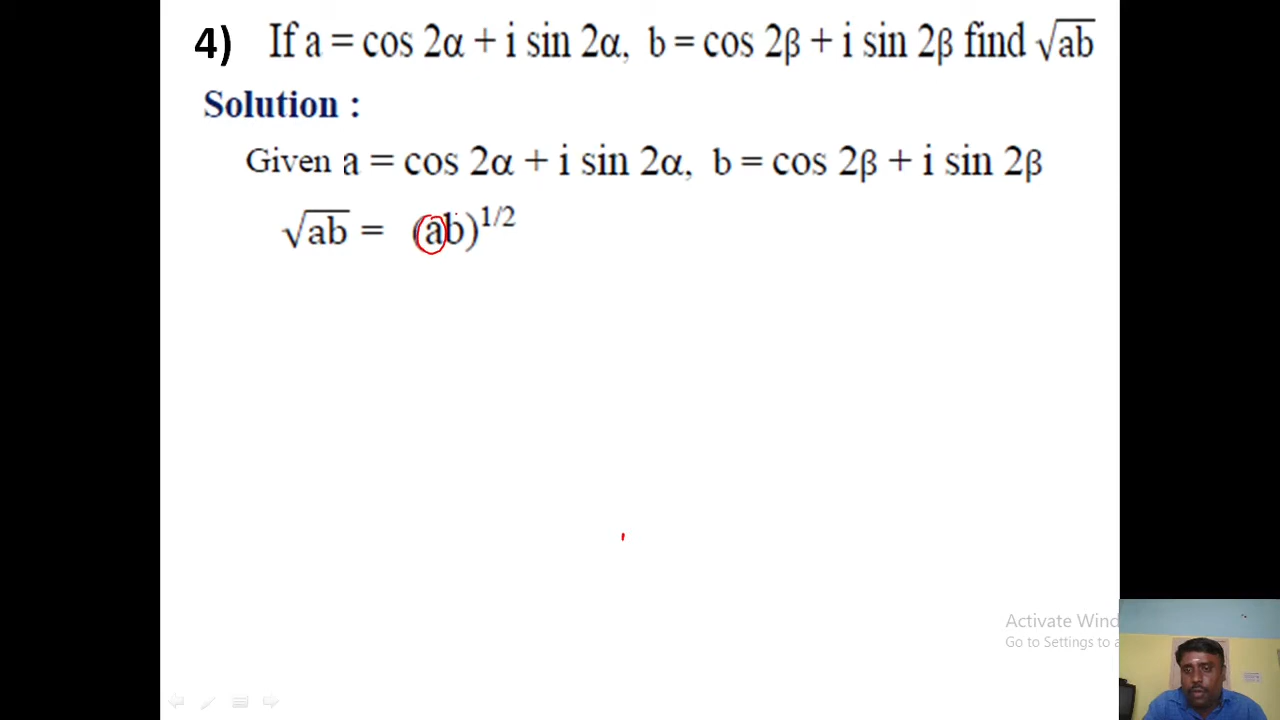 4) If a = cos 2α + i sin 2α, b = cos 2β + i sin 2β find √ab
Solution :
Given a = cos 2α + i sin 2α, b = cos 2β + i sin 2β
√ab = (ab)^1/2
Activate Wind
Go to Settings to a